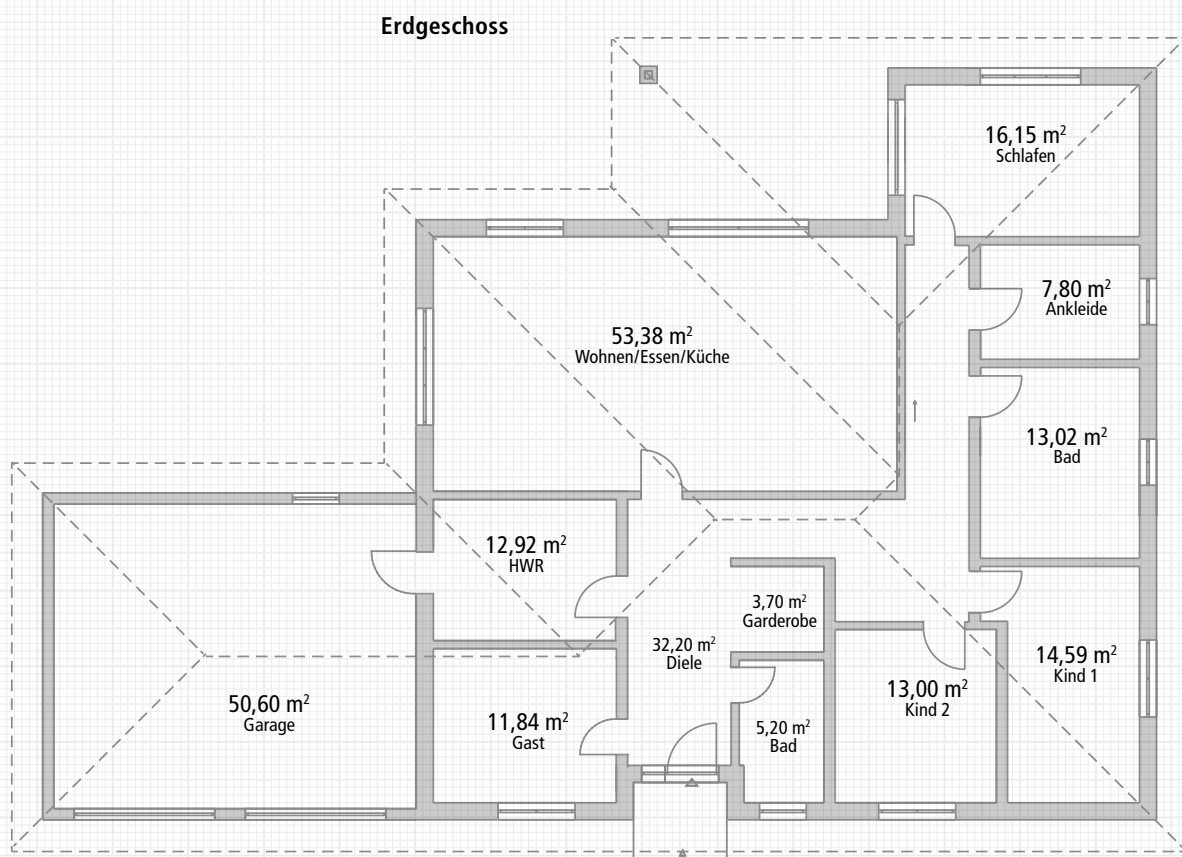 Erdgeschoss
16,15 m²
Schlafen
7,80 m²
Ankleide
53,38 m²
Wohnen/Essen/Küche
13,02 m²
Bad
12,92 m²
HWR
3,70 m²
Garderobe
32,20 m²
Diele
14,59 m²
Kind 1
13,00 m²
Kind 2
50,60 m²
Garage
11,84 m²
Gast
5,20 m²
Bad